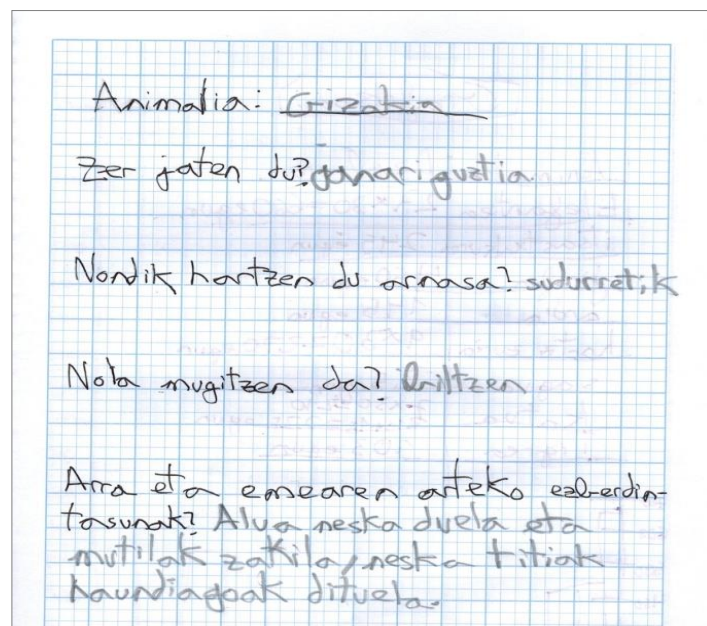 Animalia: Gizakia
Zer jaten du? janari guztia
Nondik hartzen du arnasa? sudurretik
Nola mugitzen da? ibiltzen
Arra eta emearen arteko ezberdin-
tasunak? Alua neska duela eta
mutilak zakila, neska titiak
haundiagoak dituela.